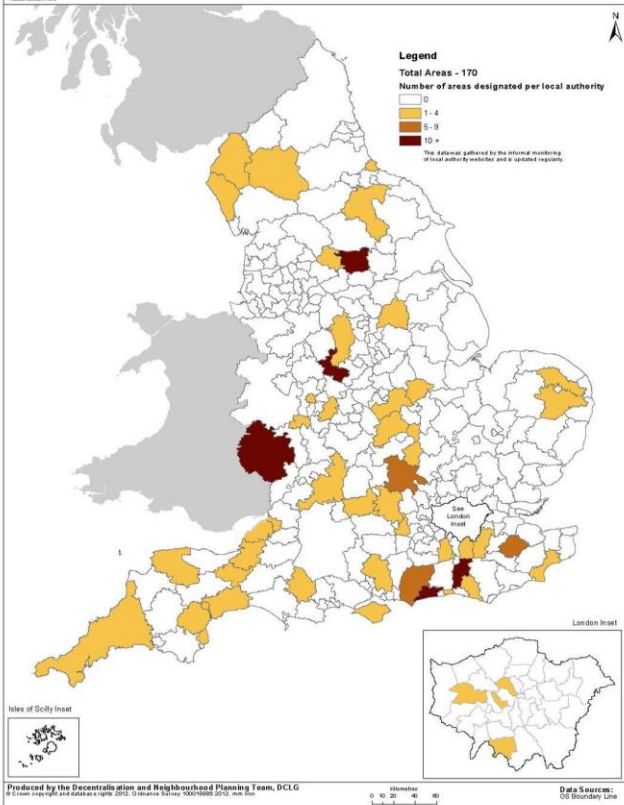 N
Legend
Total Areas - 170
Number of areas designated per local authority
0
1 - 4
5 - 9
10 +
This data was gathered by the informal monitoring
of local authority websites and is updated regularly.
See
London
Inset
London Inset
Isles of Scilly Inset
Produced by the Decentralisation and Neighbourhood Planning Team, DCLG
© Crown copyright and database rights 2012. Ordnance Survey 2012.
Kilometres
0 10 20 40 60
Data Sources:
OS Boundary Line